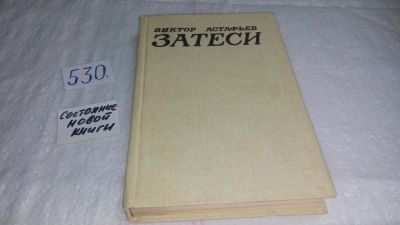 ВИКТОР АСТАФЬЕВ
ЗАТЕСИ
530.
СОСТОЯНИЕ
НОВОЙ
КНИГИ